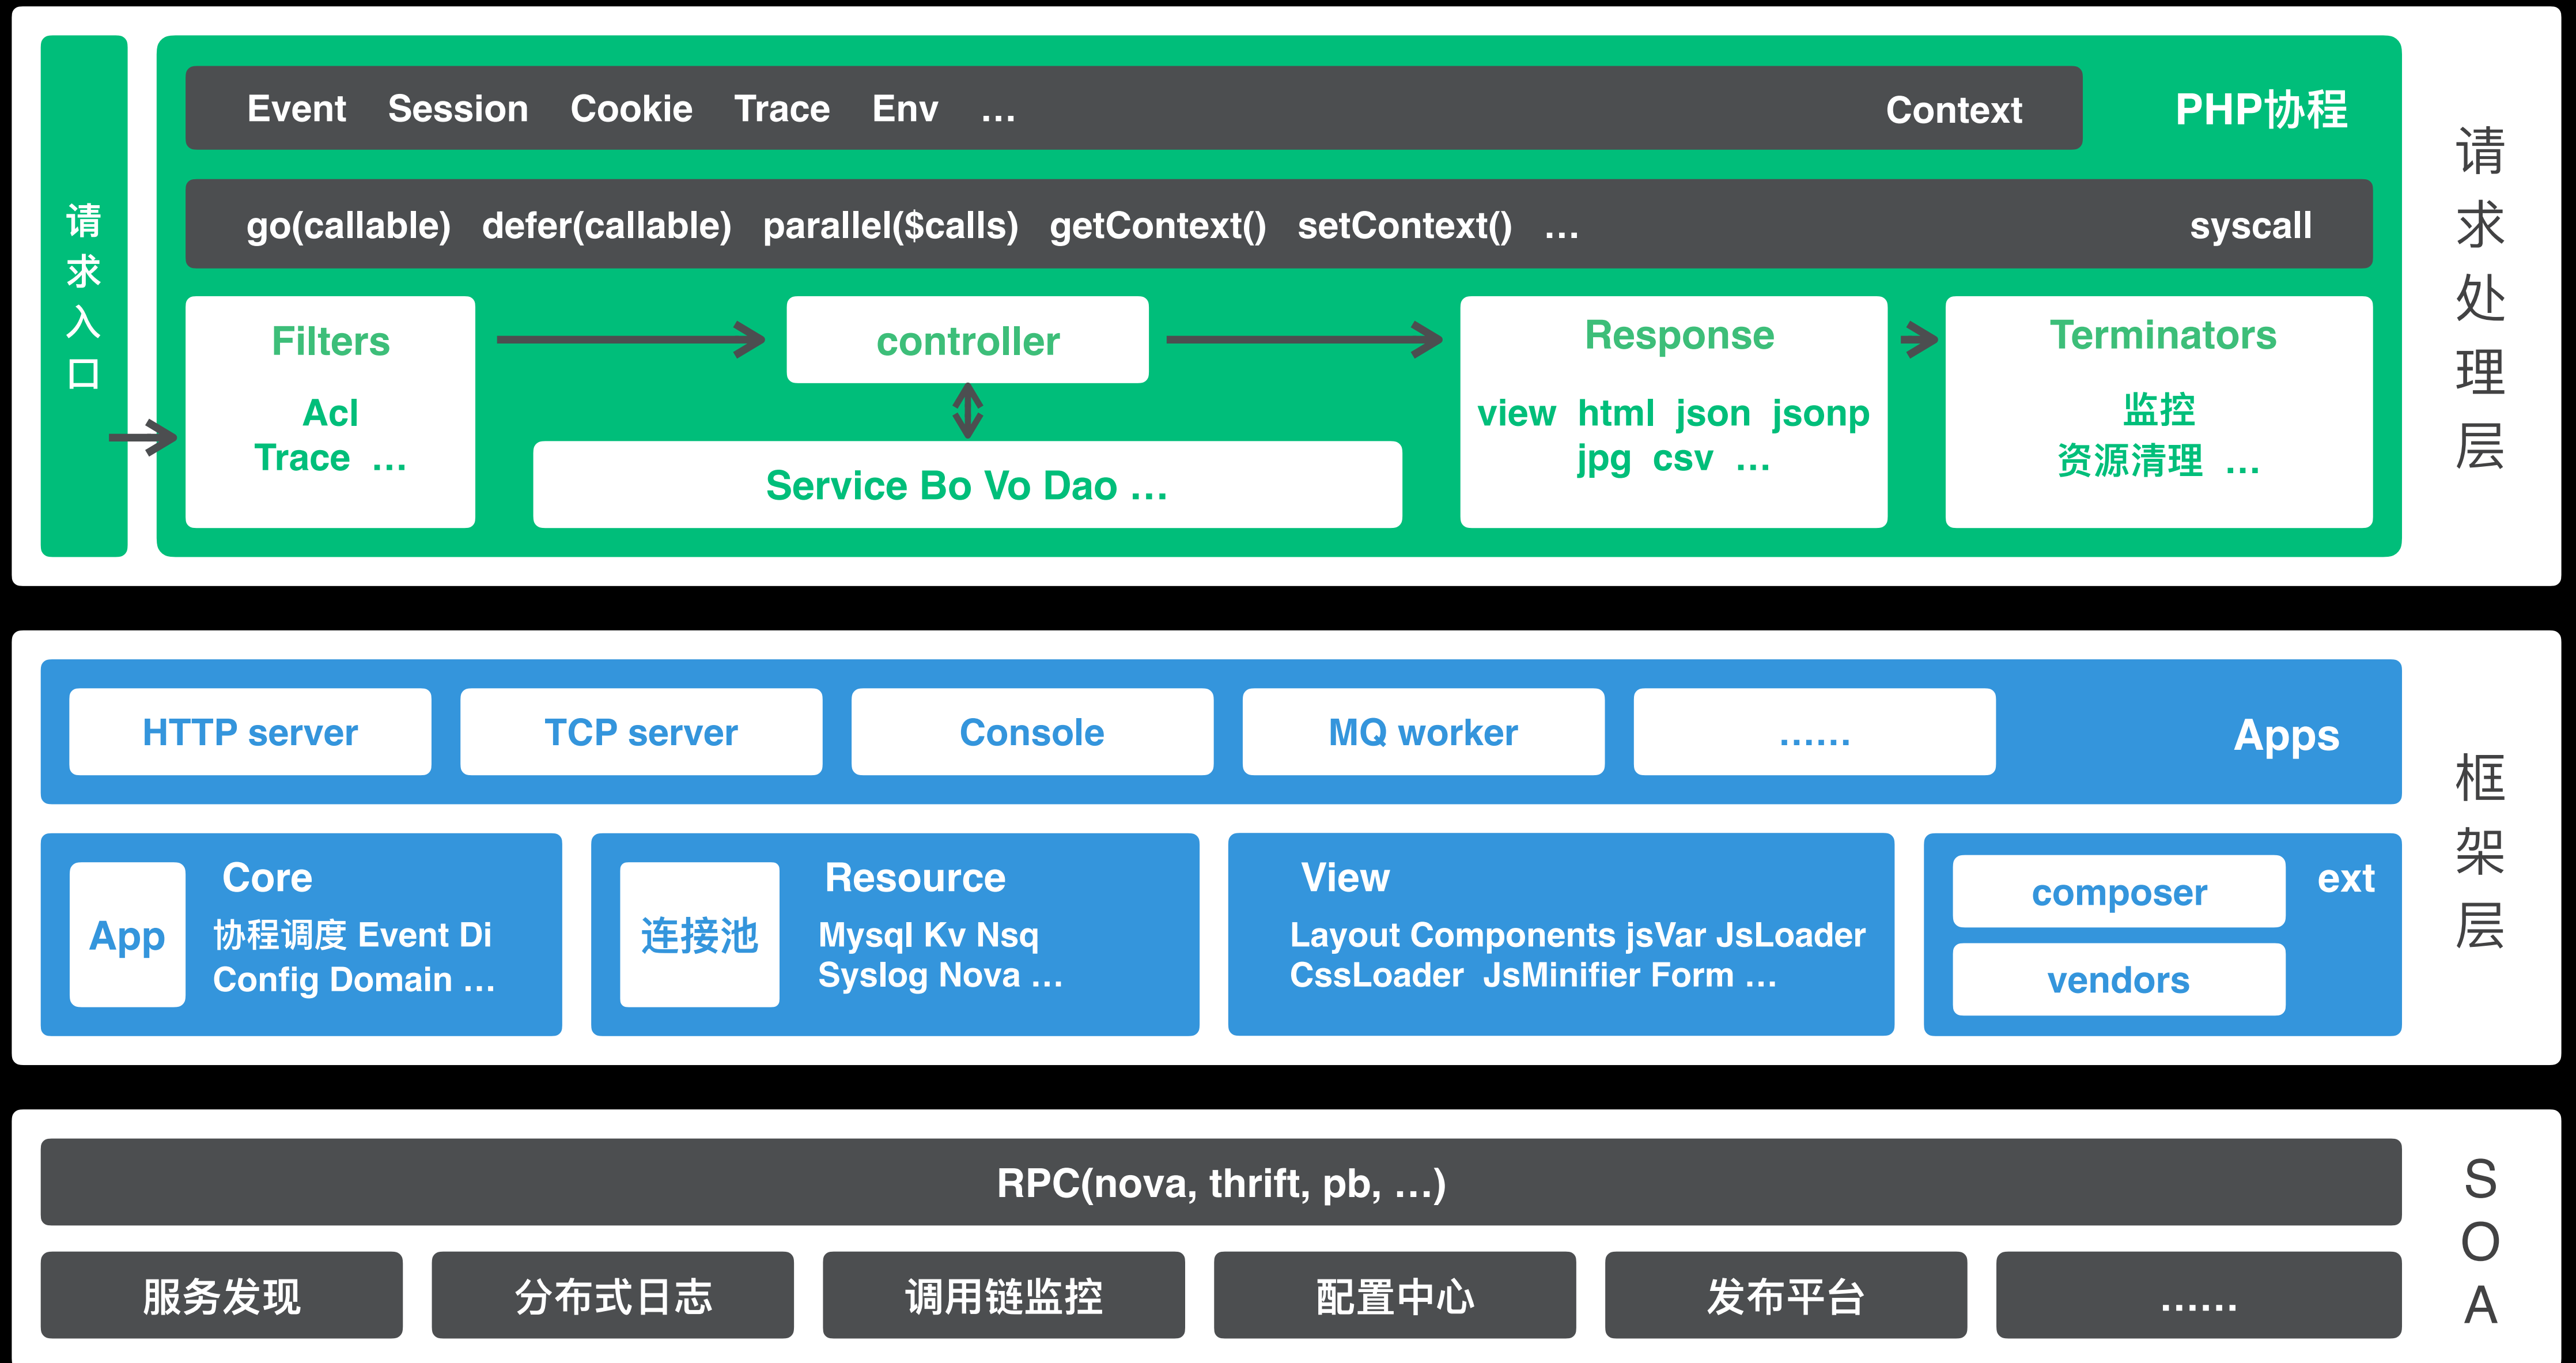 请求入口
Event Session Cookie Trace Env … Context
PHP协程
go(callable) defer(callable) parallel($calls) getContext() setContext() … syscall
Filters
Acl
Trace …
controller
Service Bo Vo Dao …
Response
view html json jsonp
jpg csv …
Terminators
监控
资源清理 …
请求处理层
HTTP server
TCP server
Console
MQ worker
……
Apps
App
Core
协程调度 Event Di
Config Domain …
连接池
Resource
Mysql Kv Nsq
Syslog Nova …
View
Layout Components jsVar JsLoader
CssLoader JsMinifier Form …
composer
vendors
ext
框架层
RPC(nova, thrift, pb, …)
服务发现
分布式日志
调用链监控
配置中心
发布平台
……
SOA